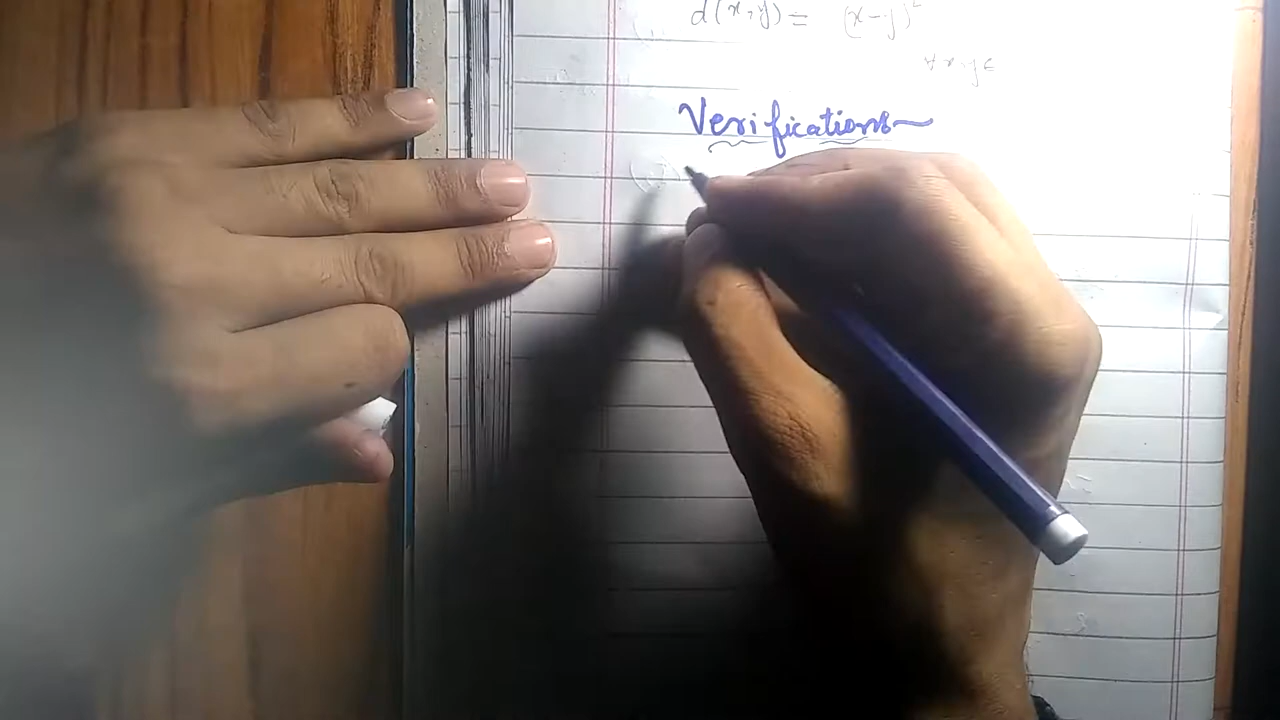 d(x,y) = (x-y)²
∀ x,y ∈
Verifications